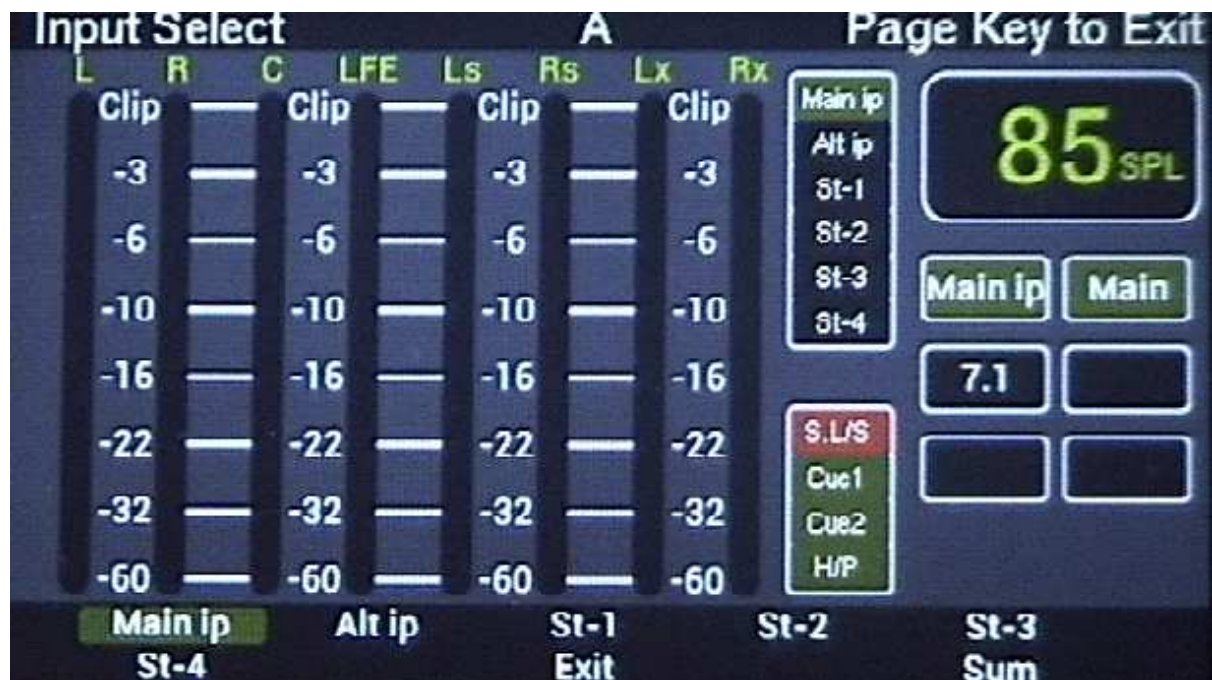 Input Select A Page Key to Exit
L R C LFE Ls Rs Lx Rx
Clip Clip Clip Clip
-3 -3 -3 -3
-6 -6 -6 -6
-10 -10 -10 -10
-16 -16 -16 -16
-22 -22 -22 -22
-32 -32 -32 -32
-60 -60 -60 -60
Main ip
Alt ip
St-1
St-2
St-3
St-4
S.L/S
Cue1
Cue2
H/P
85 SPL
Main ip Main
7.1
Main ip Alt ip St-1 St-2 St-3
St-4 Exit Sum